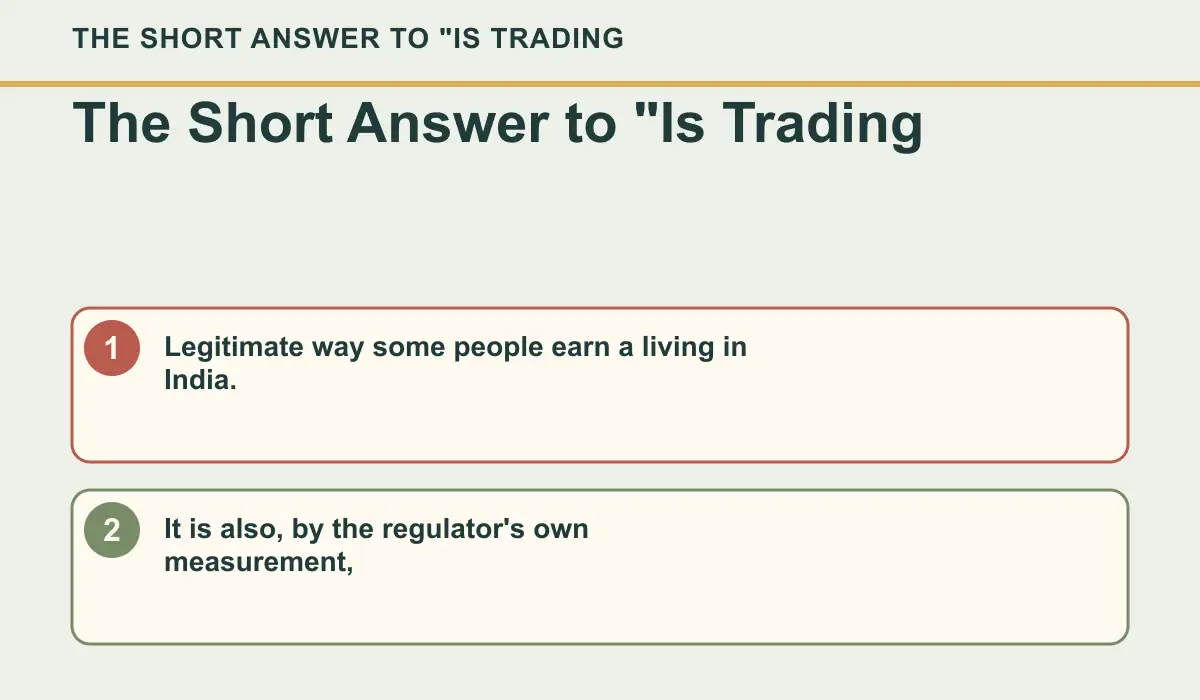 THE SHORT ANSWER TO "IS TRADING
The Short Answer to "Is Trading
1
Legitimate way some people earn a living in
India.
2
It is also, by the regulator's own
measurement,